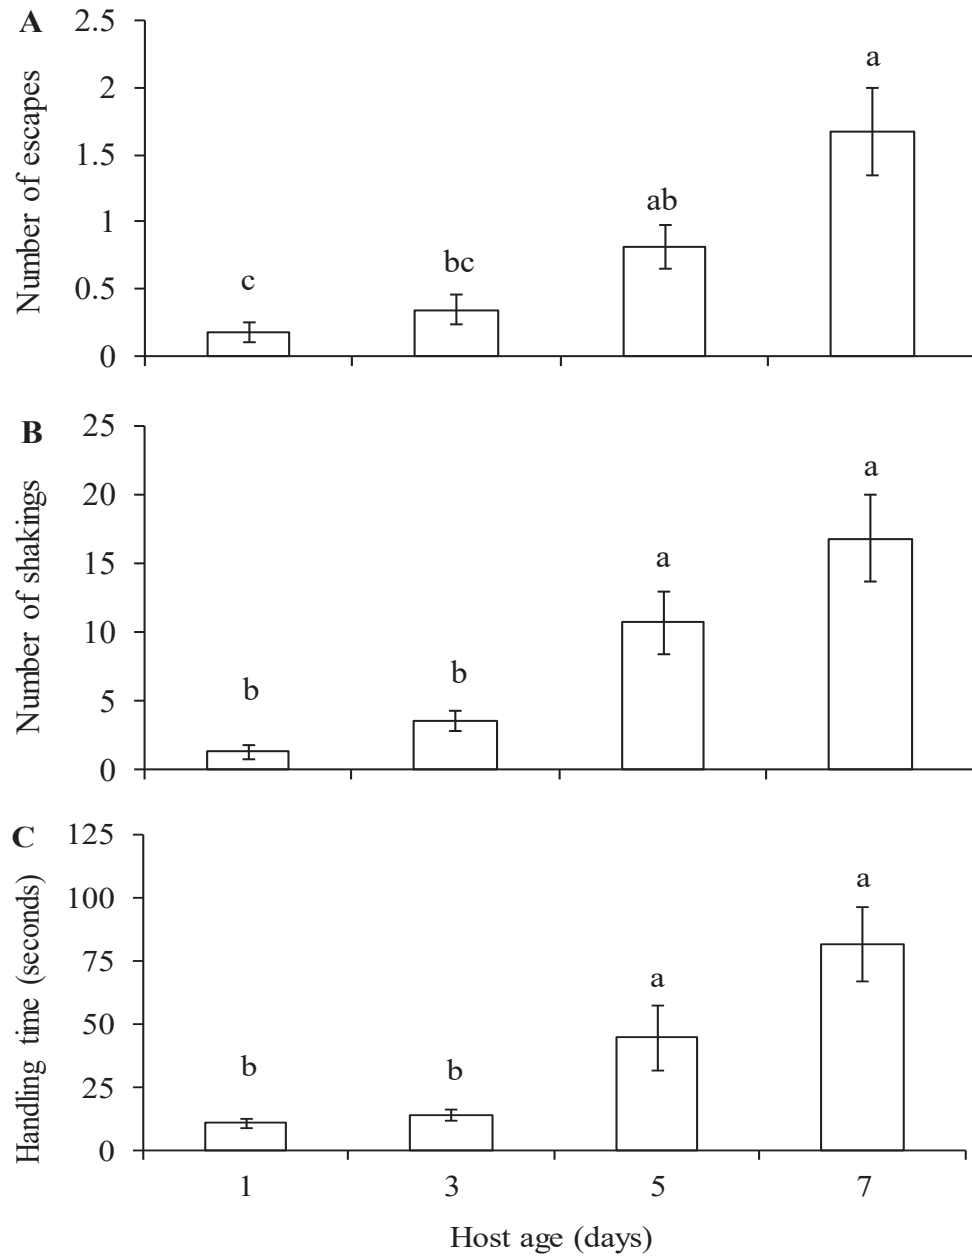 A
Number of escapes
2.5
2
1.5
1
0.5
0
c
bc
ab
a
B
Number of shakings
25
20
15
10
5
0
b
b
a
a
C
Handling time (seconds)
125
100
75
50
25
0
b
b
a
a
1 3 5 7
Host age (days)